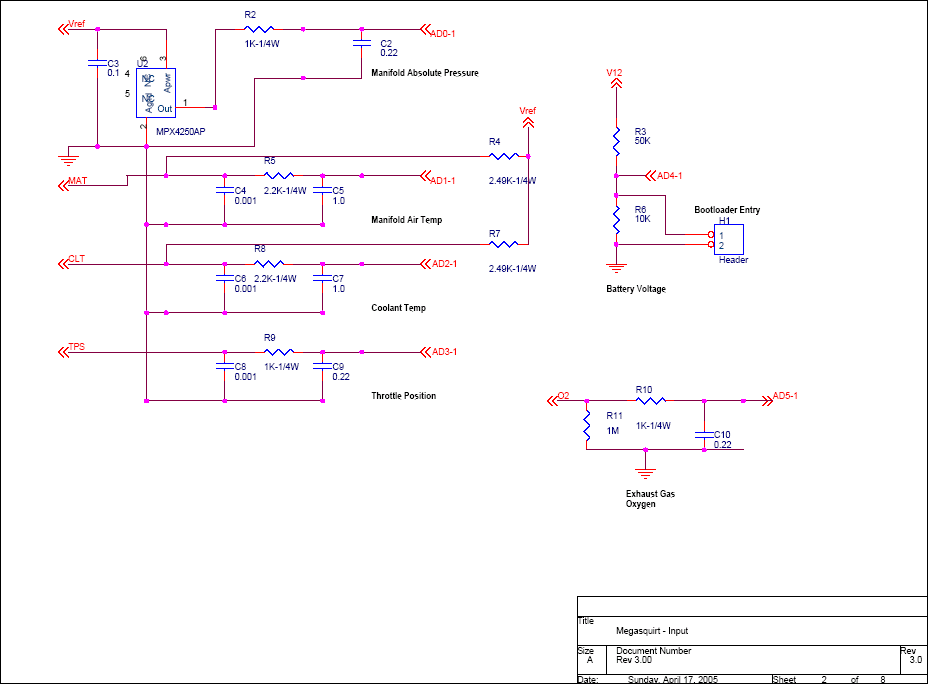 Vref
R2
1K-1/4W
AD0-1
C2
0.22
C3
0.1
U2
4
5
6
3
NC
NC
NC
Apwr
Agnd
Out
1
2
MPX4250AP
Manifold Absolute Pressure
Vref
R4
2.49K-1/4W
MAT
R5
2.2K-1/4W
AD1-1
C4
0.001
C5
1.0
Manifold Air Temp
R7
2.49K-1/4W
CLT
R8
2.2K-1/4W
AD2-1
C6
0.001
C7
1.0
Coolant Temp
TPS
R9
1K-1/4W
AD3-1
C8
0.001
C9
0.22
Throttle Position
V12
R3
50K
AD4-1
R6
10K
Bootloader Entry
H1
1
2
Header
Battery Voltage
O2
R10
1K-1/4W
AD5-1
R11
1M
C10
0.22
Exhaust Gas
Oxygen
Title
Megasquirt - Input
Size
A
Document Number
Rev 3.00
Rev
3.0
Date:
Sunday, April 17, 2005
Sheet
2
of
8